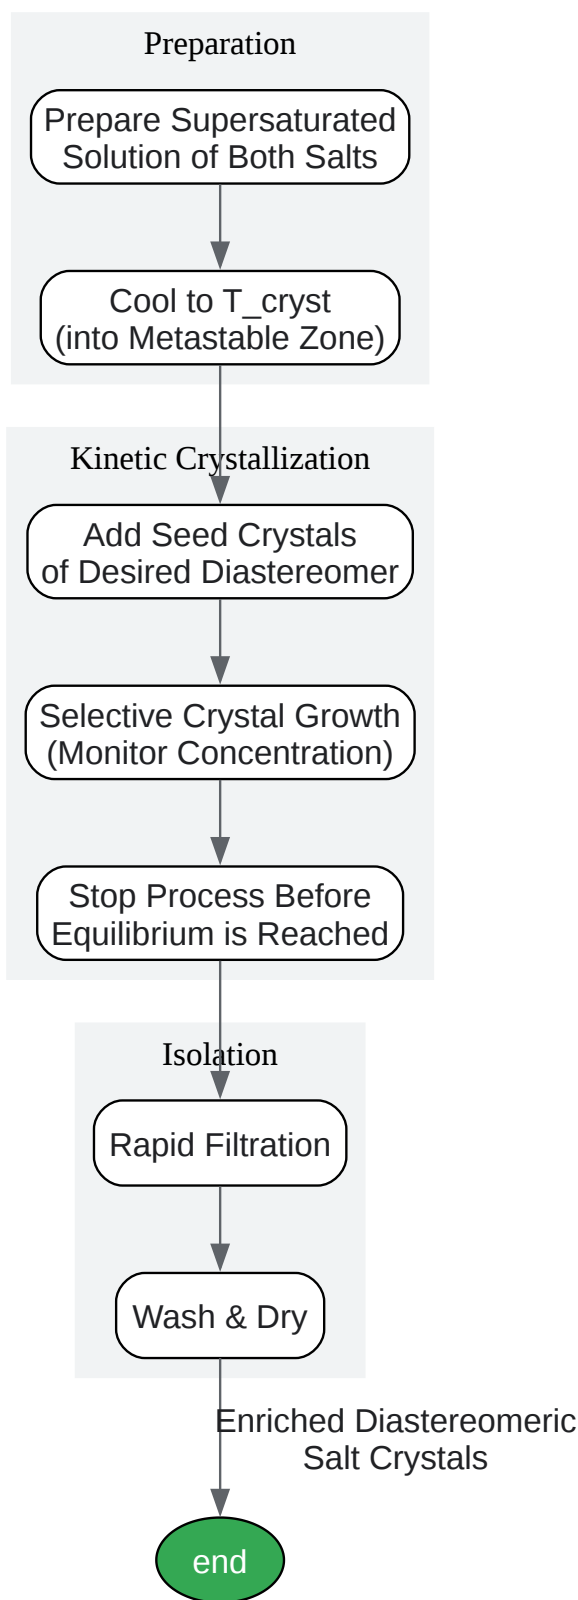 Preparation
Prepare Supersaturated
Solution of Both Salts
Cool to T_cryst
(into Metastable Zone)
Kinetic Crystallization
Add Seed Crystals
of Desired Diastereomer
Selective Crystal Growth
(Monitor Concentration)
Stop Process Before
Equilibrium is Reached
Isolation
Rapid Filtration
Wash & Dry
Enriched Diastereomeric
Salt Crystals
end